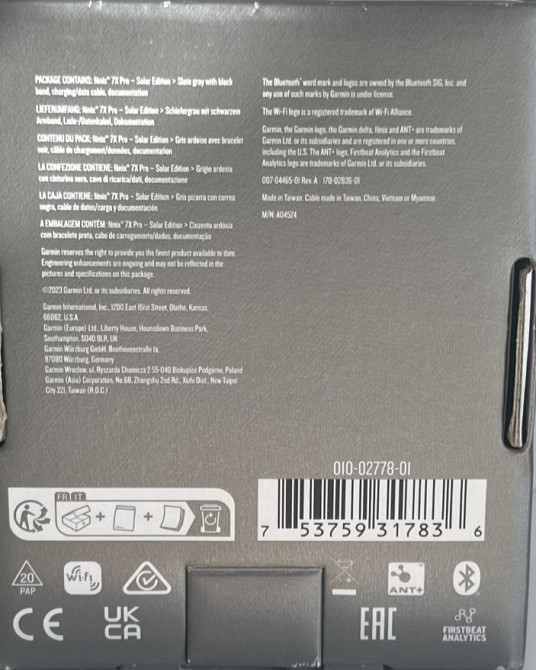 PACKAGE CONTAINS: fēnix® 7X Pro – Solar Edition > Slate gray with black
band, charging/data cable, documentation
LIEFERUMFANG: fēnix® 7X Pro – Solar Edition > Schiefergrau mit schwarzem
Armband, Lade-/Datenkabel, Dokumentation
CONTENU DU PACK: fēnix® 7X Pro – Solar Edition > Gris ardoise avec bracelet
noir, câble de chargement/données, documentation
LA CONFEZIONE CONTIENE: fēnix® 7X Pro – Solar Edition > Grigio ardesia
con cinturino nero, cavo di ricarica/dati, documentazione
LA CAJA CONTIENE: fēnix® 7X Pro – Solar Edition > Gris pizarra con correa
negra, cable de datos/carga y documentación
A EMBALAGEM CONTÉM: fēnix® 7X Pro – Solar Edition > Cinzento ardósia
com bracelete preta, cabo de carregamento/dados, documentação
Garmin reserves the right to provide you the finest product available to date.
Engineering enhancements are ongoing and may not be reflected in the
pictures and specifications on this package.
©2023 Garmin Ltd. or its subsidiaries. All rights reserved.
Garmin International, Inc., 1200 East 151st Street, Olathe, Kansas,
66062, U.S.A.
Garmin (Europe) Ltd., Liberty House, Hounsdown Business Park,
Southampton, SO40 9LR, UK
Garmin Würzburg GmbH, Beethovenstraße 1a,
97080 Würzburg, Germany
Garmin Wrocław, ul. Ryszarda Chomicza 2 55-040 Biskupice Podgórne, Poland
Garmin (Asia) Corporation, No.68, Zhangshu 2nd Rd., Xizhi Dist., New Taipei
City 221, Taiwan (R.O.C.)
The Bluetooth® word mark and logos are owned by the Bluetooth SIG, Inc. and
any use of such marks by Garmin is under license.
The Wi-Fi logo is a registered trademark of Wi-Fi Alliance.
Garmin, the Garmin logo, the Garmin delta, fēnix and ANT+ are trademarks of
Garmin Ltd. or its subsidiaries and are registered in one or more countries,
including the U.S. The ANT+ logo, Firstbeat Analytics and the Firstbeat
Analytics logo are trademarks of Garmin Ltd. or its subsidiaries.
007-04465-01 Rev. A 170-02836-01
Made in Taiwan. Cable made in Taiwan, China, Vietnam or Myanmar.
M/N: A04524
010-02778-01
7 53759 31783 6
FR IT
+ +
20
PAP
Wi-Fi
ANT+
CE
UK
CA
EAC
FIRSTBEAT
ANALYTICS